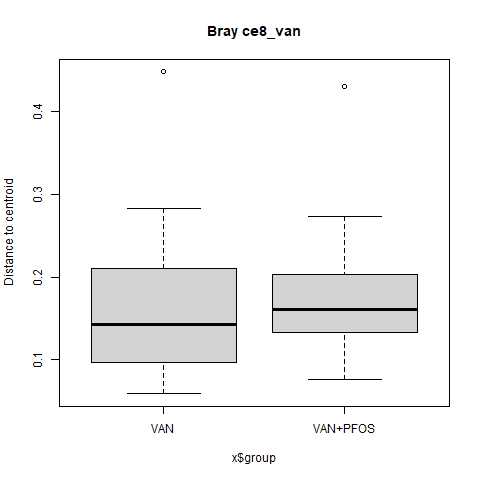 Bray ce8_van
Distance to centroid
0.4
0.3
0.2
0.1
VAN
VAN+PFOS
x$group